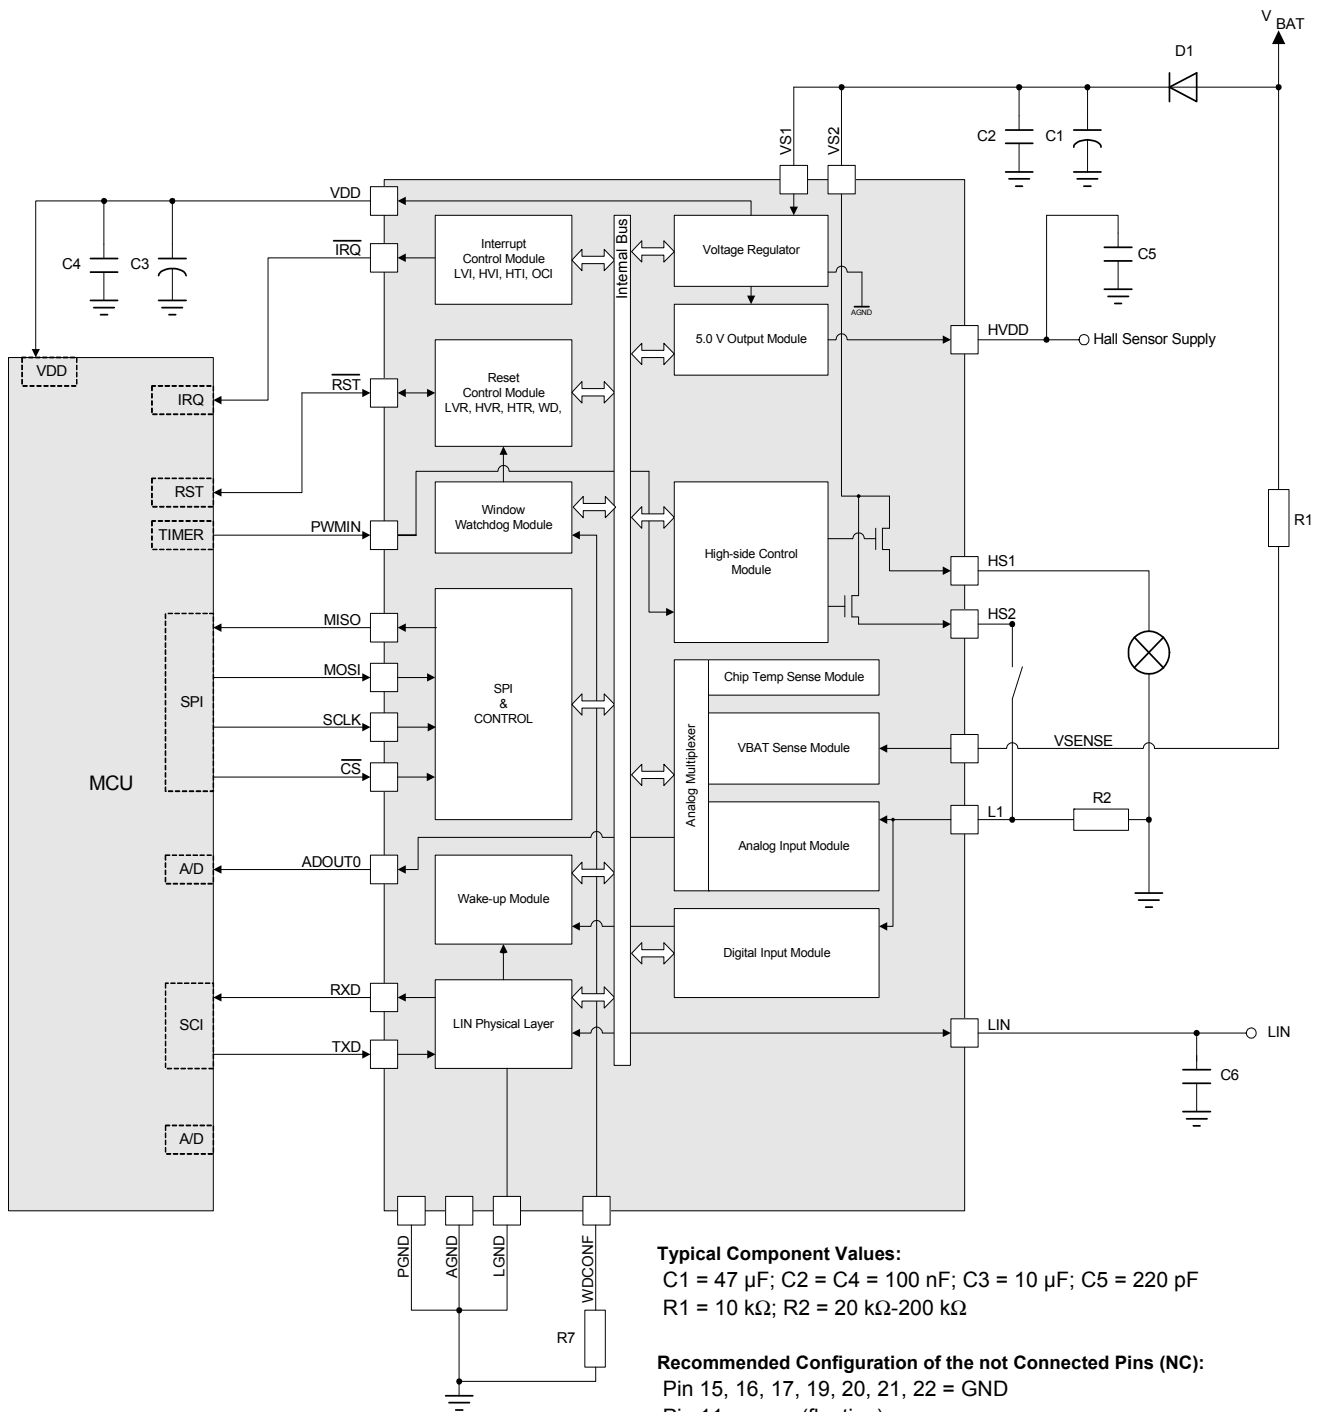 V BAT
D1
C2
C1
VS1
VS2
VDD
IRQ
C4
C3
Interrupt
Control Module
LVI, HVI, HTI, OCI
Internal Bus
Voltage Regulator
AGND
C5
5.0 V Output Module
HVDD
Hall Sensor Supply
VDD
IRQ
RST
Reset
Control Module
LVR, HVR, HTR, WD,
RST
TIMER
PWMIN
Window
Watchdog Module
High-side Control
Module
R1
HS1
HS2
MISO
MOSI
SCLK
CS
SPI
SPI
&
CONTROL
MCU
Analog Multiplexer
Chip Temp Sense Module
VBAT Sense Module
VSENSE
Analog Input Module
L1
R2
A/D
ADOUT0
Wake-up Module
Digital Input Module
RXD
SCI
TXD
LIN Physical Layer
LIN
LIN
C6
A/D
PGND
AGND
LGND
WDCONF
R7
Typical Component Values:
C1 = 47 µF; C2 = C4 = 100 nF; C3 = 10 µF; C5 = 220 pF
R1 = 10 kΩ; R2 = 20 kΩ-200 kΩ
Recommended Configuration of the not Connected Pins (NC):
Pin 15, 16, 17, 19, 20, 21, 22 = GND